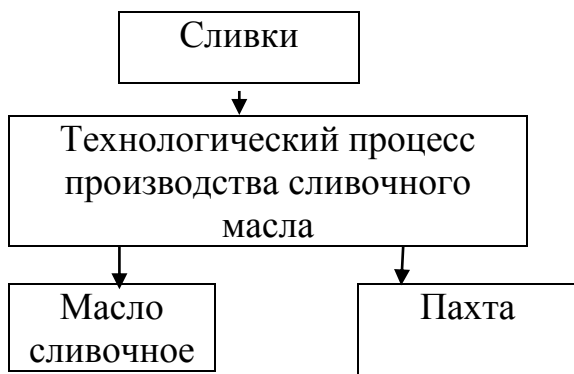 Сливки
Технологический процесс
производства сливочного
масла
Масло
сливочное
Пахта